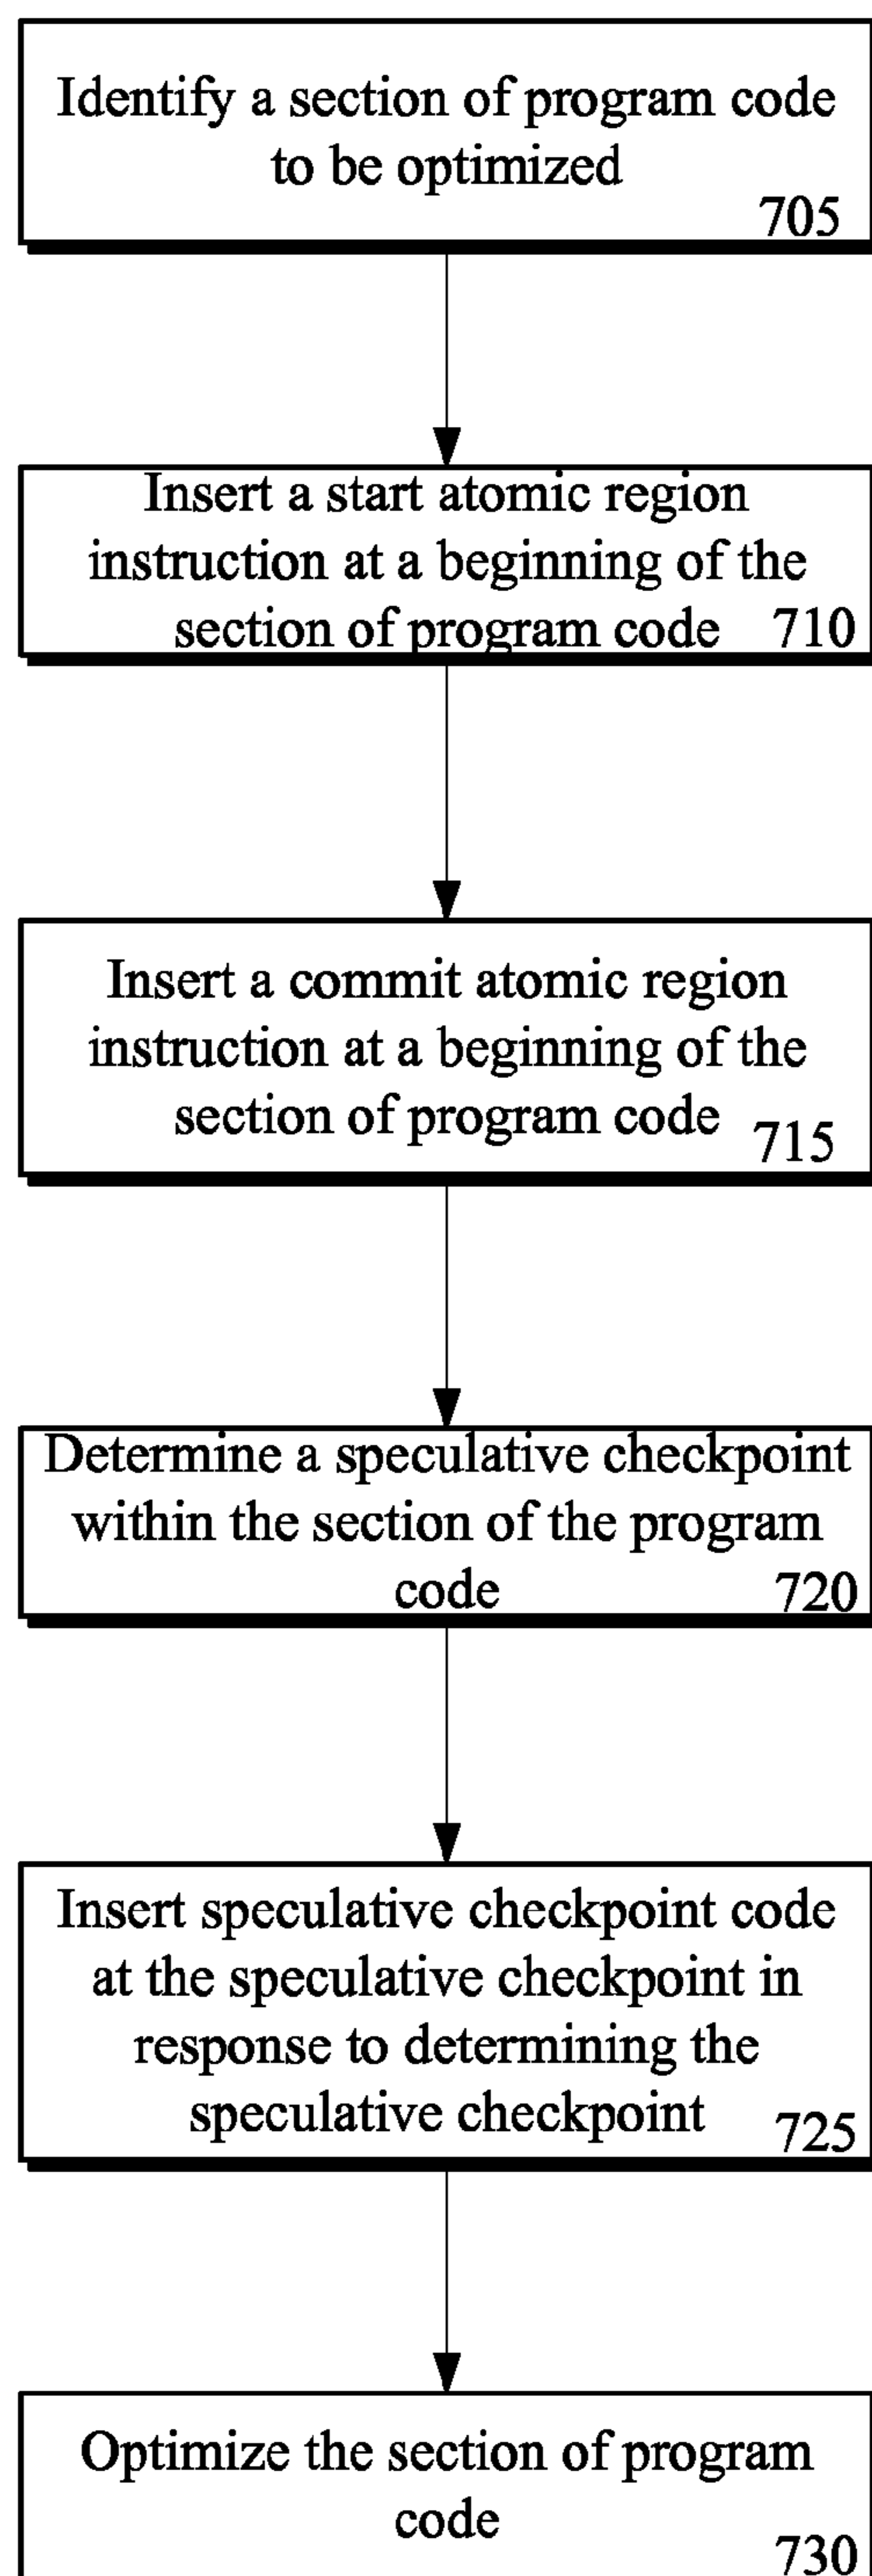 Identify a section of program code
to be optimized
705
Insert a start atomic region
instruction at a beginning of the
section of program code 710
Insert a commit atomic region
instruction at a beginning of the
section of program code 715
Determine a speculative checkpoint
within the section of the program
code 720
Insert speculative checkpoint code
at the speculative checkpoint in
response to determining the
speculative checkpoint 725
Optimize the section of program
code
730